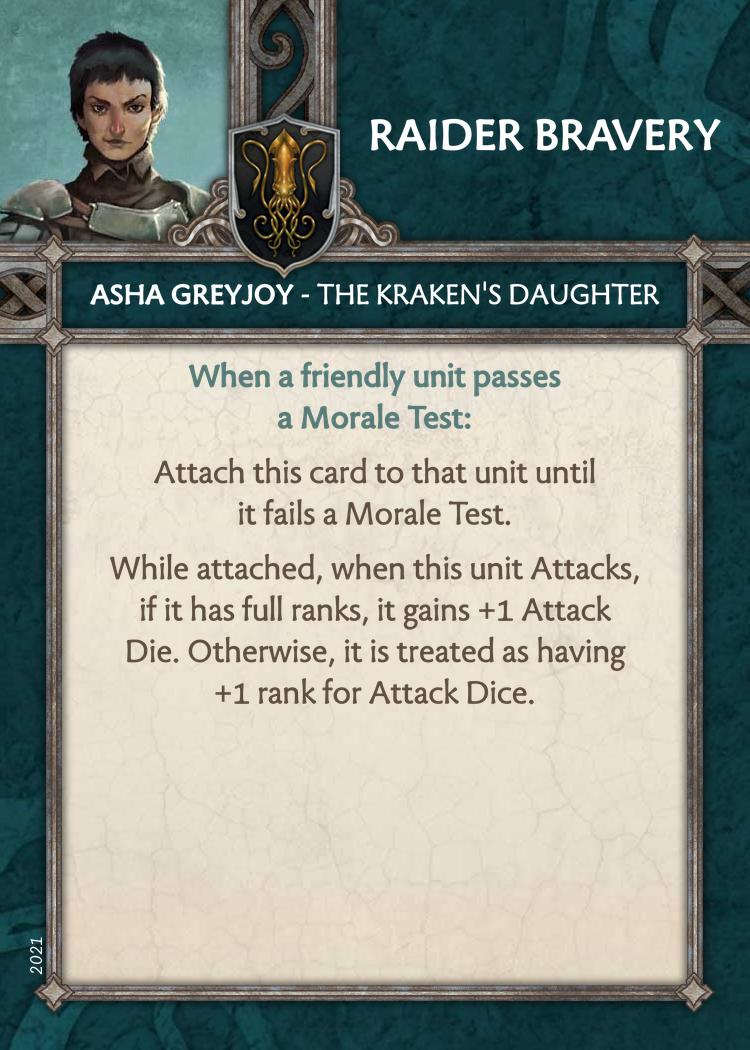 RAIDER BRAVERY
ASHA GREYJOY - THE KRAKEN'S DAUGHTER
When a friendly unit passes
a Morale Test:
Attach this card to that unit until
it fails a Morale Test.
While attached, when this unit Attacks,
if it has full ranks, it gains +1 Attack
Die. Otherwise, it is treated as having
+1 rank for Attack Dice.
2021